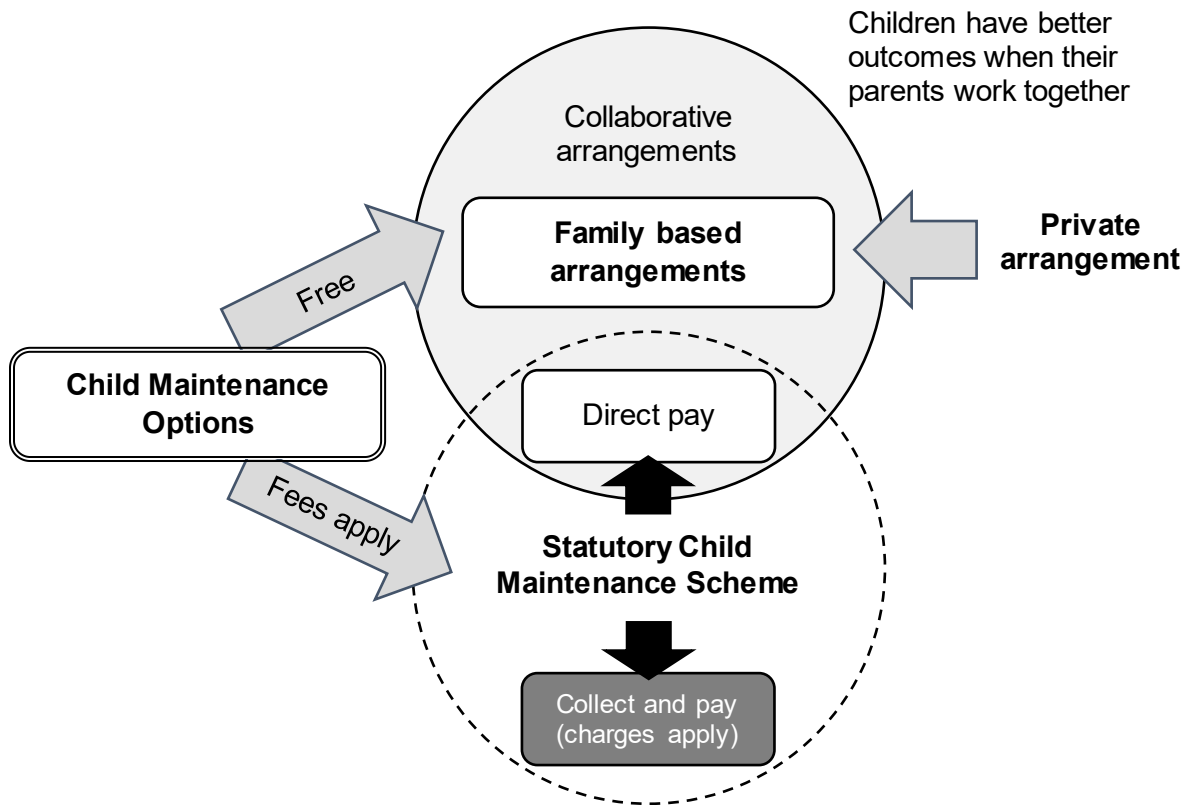 Children have better
outcomes when their
parents work together
Collaborative
arrangements
Family based
arrangements
Private
arrangement
Free
Child Maintenance
Options
Direct pay
Fees apply
Statutory Child
Maintenance Scheme
Collect and pay
(charges apply)